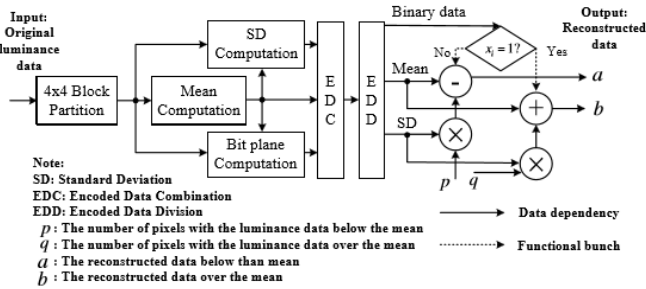 Input:
Original
luminance
data
4x4 Block
Partition
SD
Computation
Mean
Computation
Bit plane
Computation
E
D
C
E
D
D
Binary data
Mean
SD
No
xᵢ = 1?
Yes
-
+
×
×
p
q
Output:
Reconstructed
data
a
b
Note:
SD: Standard Deviation
EDC: Encoded Data Combination
EDD: Encoded Data Division
p : The number of pixels with the luminance data below the mean
q : The number of pixels with the luminance data over the mean
a : The reconstructed data below than mean
b : The reconstructed data over the mean
Data dependency
Functional bunch